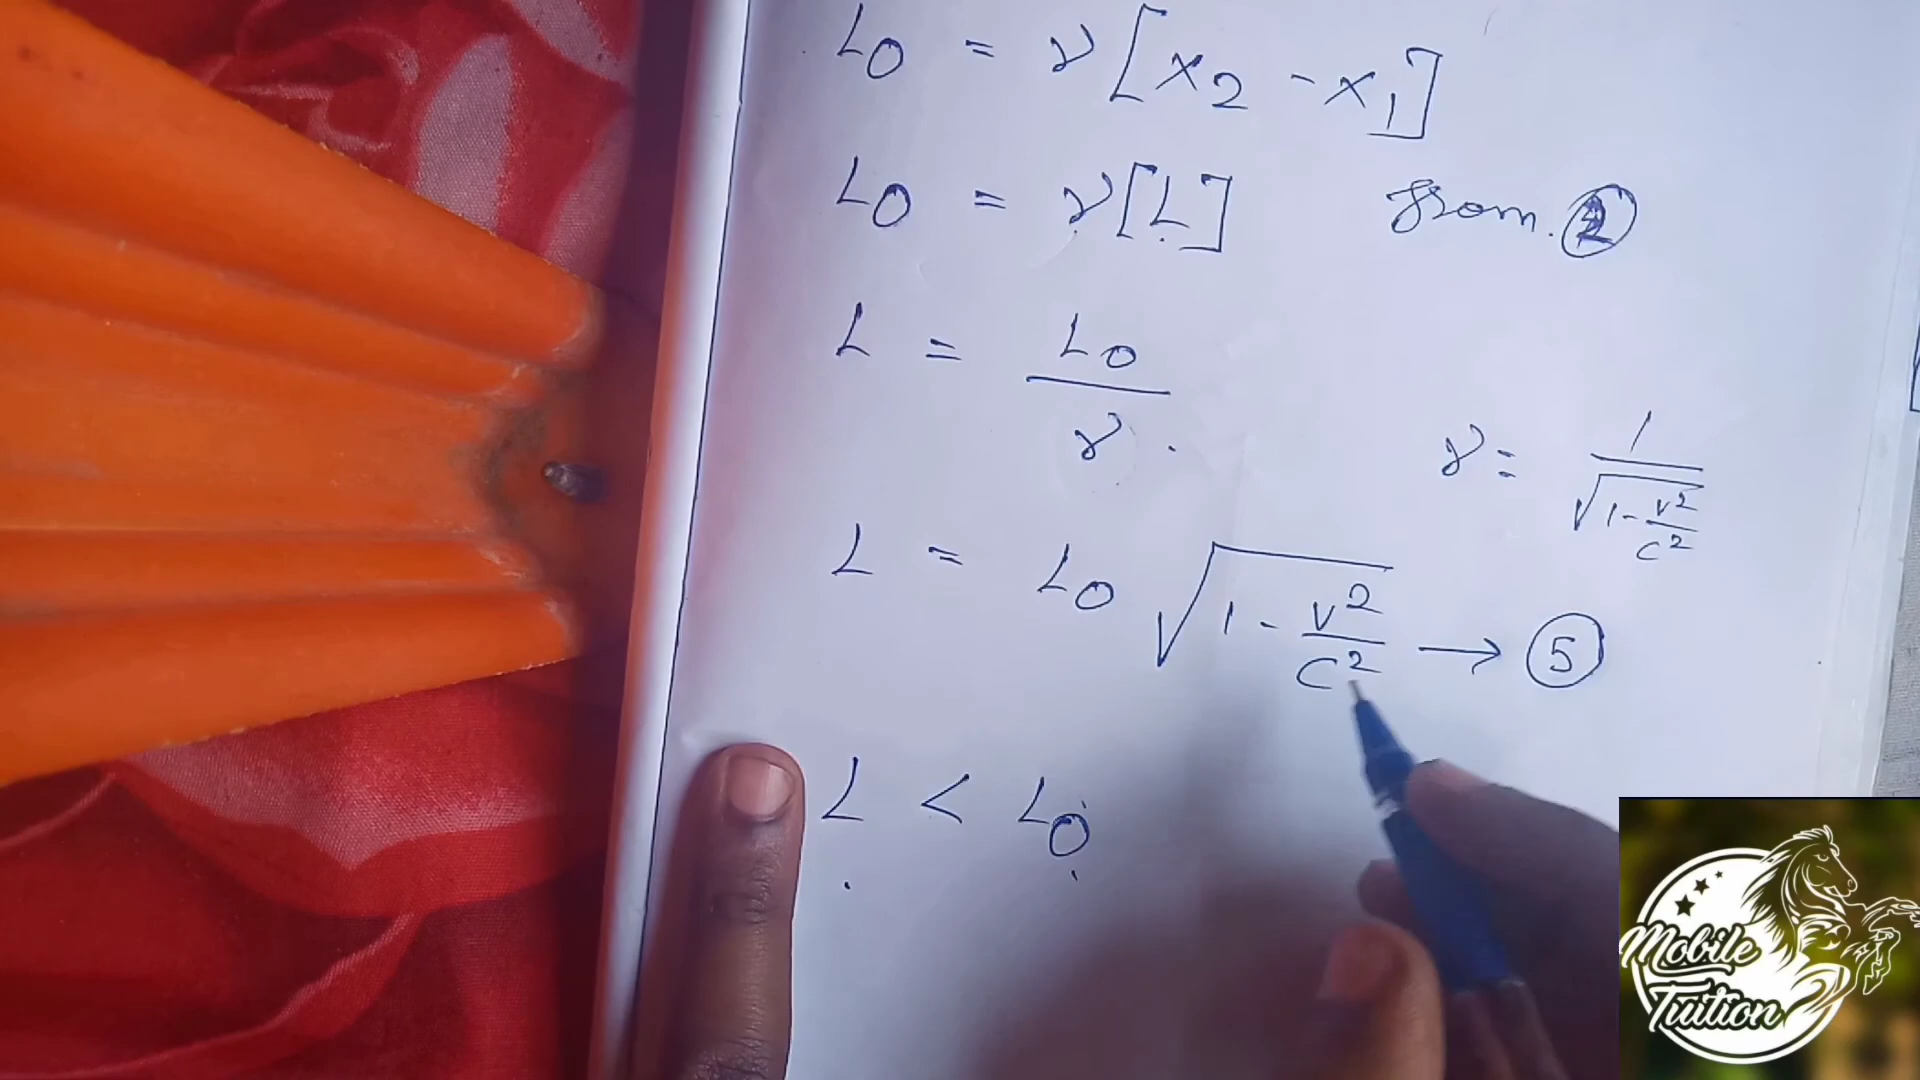 L₀ = γ[x₂ - x₁]
L₀ = γ[L] from. ②
L = L₀/γ.
γ = 1/√(1 - v²/c²)
L = L₀ √(1 - v²/c²) → ⑤
L < L₀
Mobile
Tuition